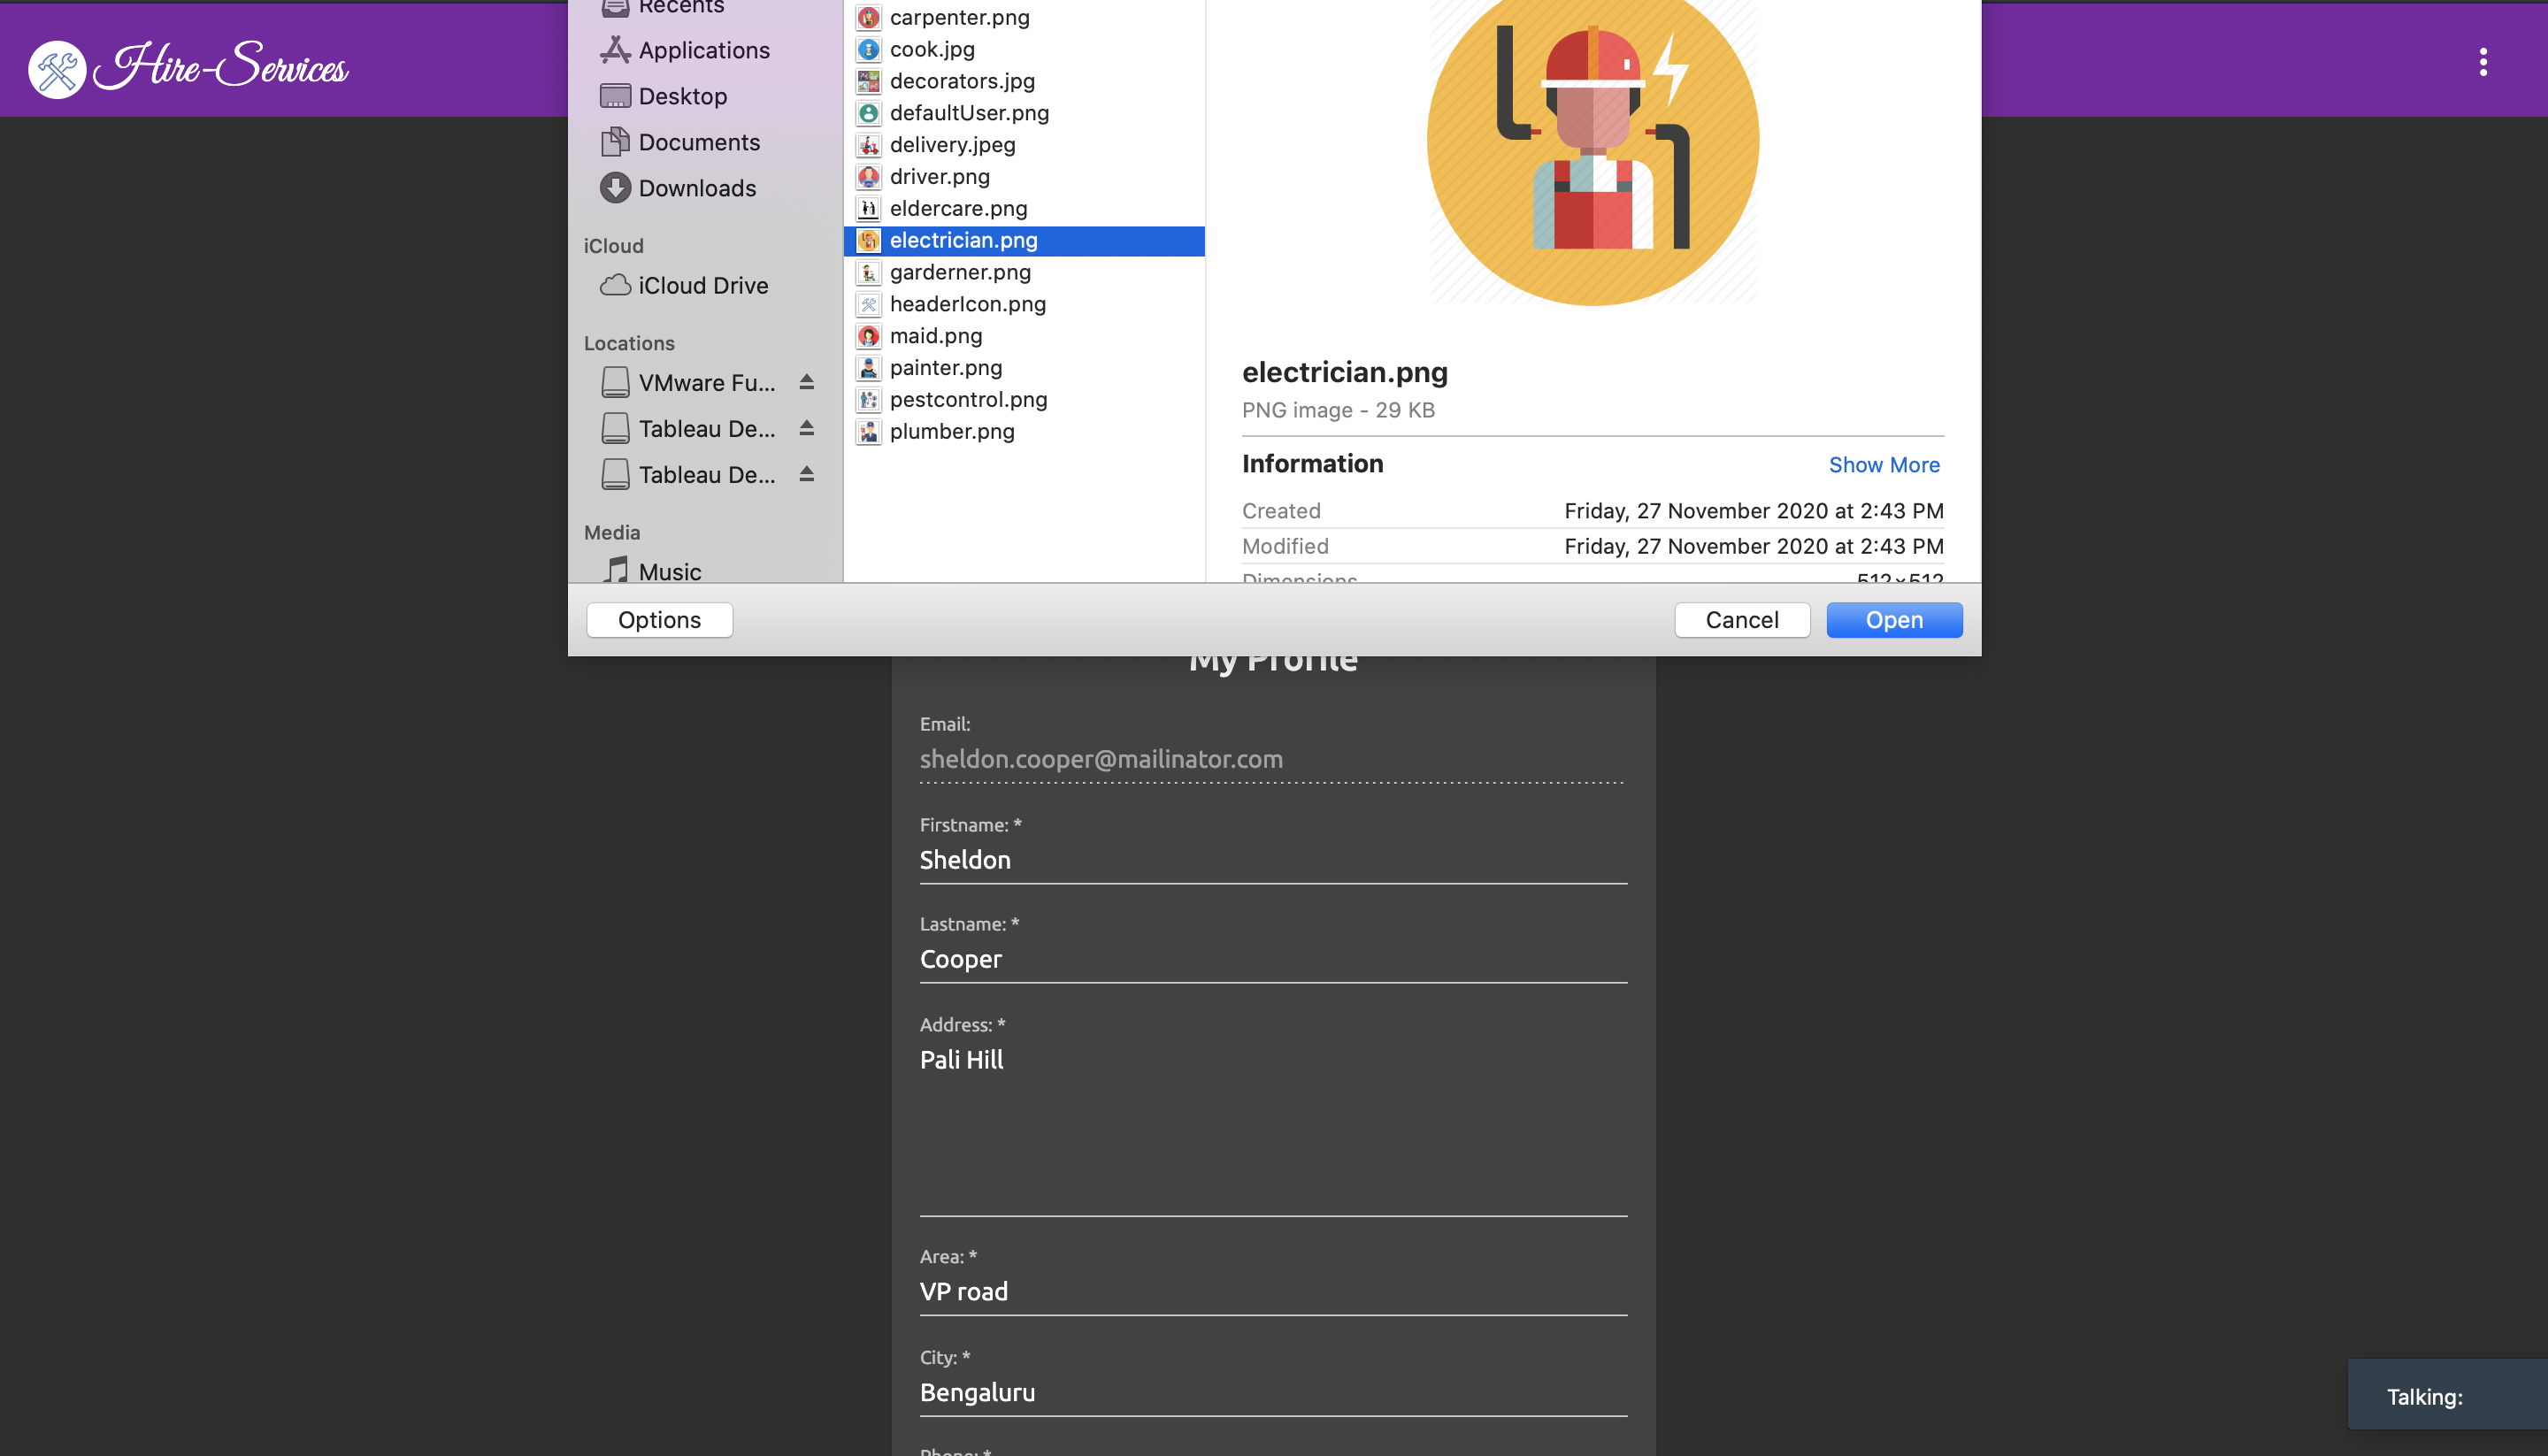 Hire-Services
Recents
Applications
Desktop
Documents
Downloads
iCloud
iCloud Drive
Locations
VMware Fu...
Tableau De...
Tableau De...
Media
Music
carpenter.png
cook.jpg
decorators.jpg
defaultUser.png
delivery.jpeg
driver.png
eldercare.png
electrician.png
garderner.png
headerIcon.png
maid.png
painter.png
pestcontrol.png
plumber.png
electrician.png
PNG image - 29 KB
Information Show More
Created Friday, 27 November 2020 at 2:43 PM
Modified Friday, 27 November 2020 at 2:43 PM
Dimensions 512×512
Options Cancel Open
My Profile
Email:
sheldon.cooper@mailinator.com
Firstname: *
Sheldon
Lastname: *
Cooper
Address: *
Pali Hill
Area: *
VP road
City: *
Bengaluru
Phone: *
Talking: